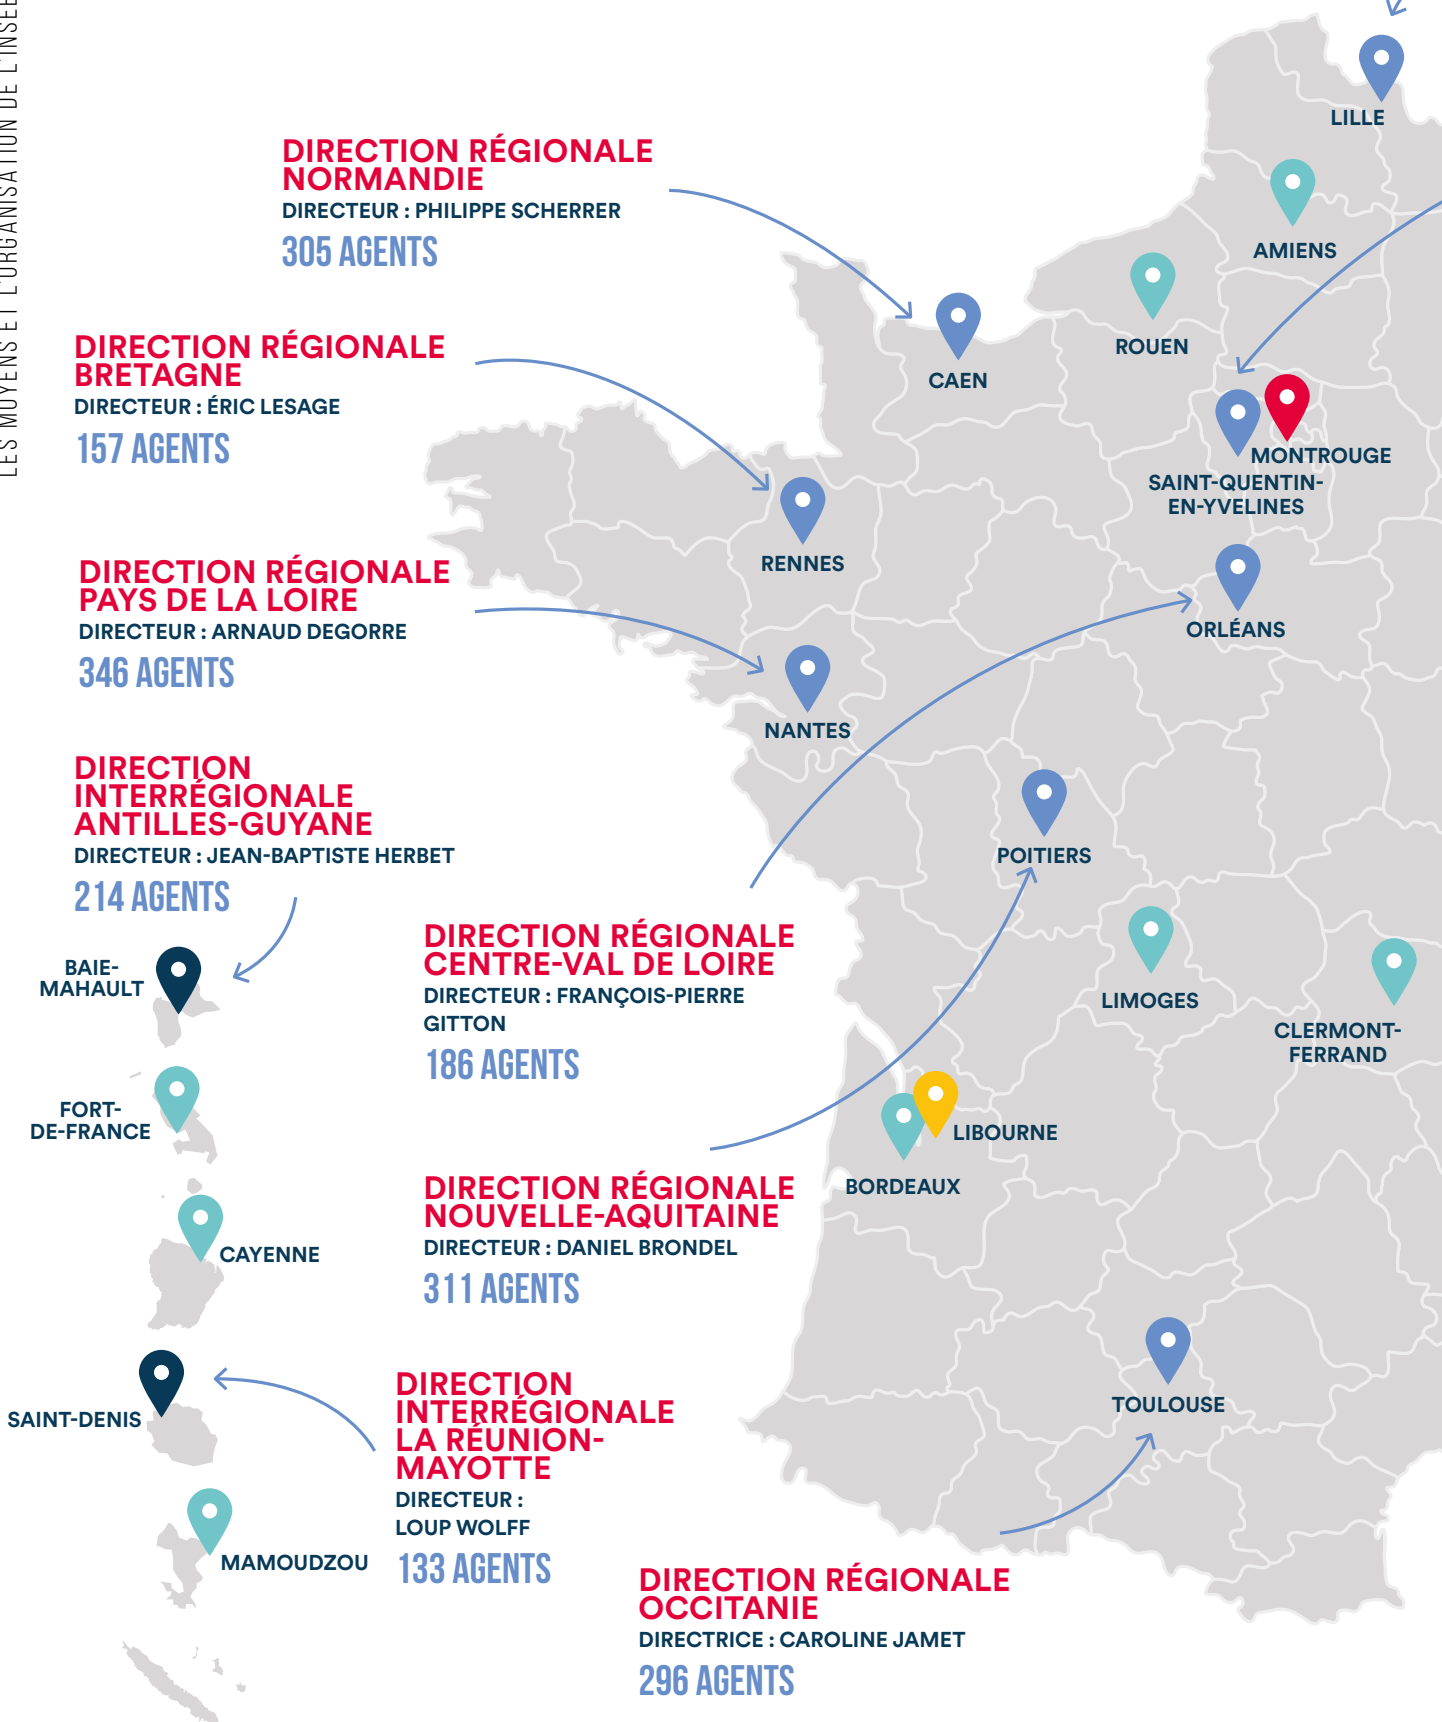 LES MOYENS ET L'ORGANISATION DE L'INSEE
LILLE
DIRECTION RÉGIONALE
NORMANDIE
DIRECTEUR : PHILIPPE SCHERRER
305 AGENTS
AMIENS
ROUEN
CAEN
DIRECTION RÉGIONALE
BRETAGNE
DIRECTEUR : ÉRIC LESAGE
157 AGENTS
MONTROUGE
SAINT-QUENTIN-
EN-YVELINES
RENNES
DIRECTION RÉGIONALE
PAYS DE LA LOIRE
DIRECTEUR : ARNAUD DEGORRE
346 AGENTS
ORLÉANS
NANTES
DIRECTION
INTERRÉGIONALE
ANTILLES-GUYANE
DIRECTEUR : JEAN-BAPTISTE HERBET
214 AGENTS
POITIERS
BAIE-
MAHAULT
DIRECTION RÉGIONALE
CENTRE-VAL DE LOIRE
DIRECTEUR : FRANÇOIS-PIERRE
GITTON
186 AGENTS
LIMOGES
CLERMONT-
FERRAND
FORT-
DE-FRANCE
LIBOURNE
BORDEAUX
DIRECTION RÉGIONALE
NOUVELLE-AQUITAINE
DIRECTEUR : DANIEL BRONDEL
311 AGENTS
CAYENNE
SAINT-DENIS
DIRECTION
INTERRÉGIONALE
LA RÉUNION-
MAYOTTE
DIRECTEUR :
LOUP WOLFF
133 AGENTS
TOULOUSE
MAMOUDZOU
DIRECTION RÉGIONALE
OCCITANIE
DIRECTRICE : CAROLINE JAMET
296 AGENTS